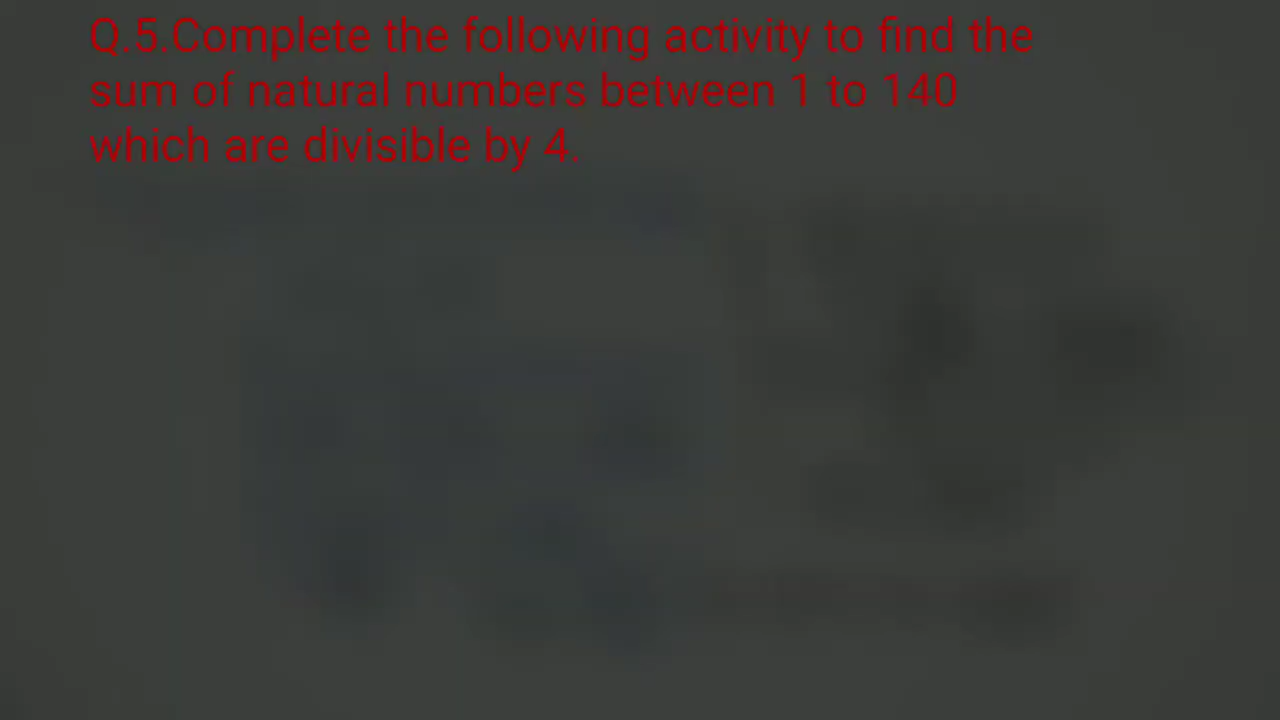 Q.5.Complete the following activity to find the
sum of natural numbers between 1 to 140
which are divisible by 4.